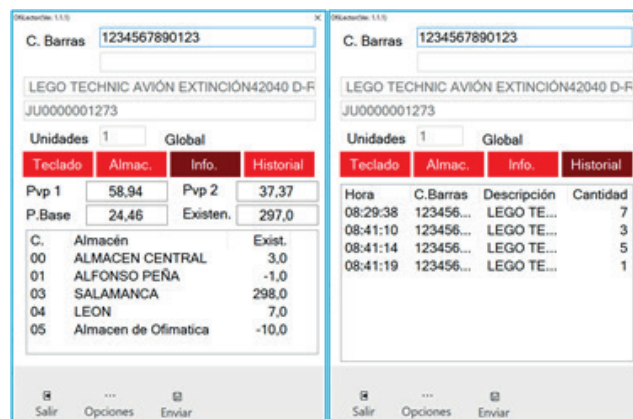 C. Barras 1234567890123
LEGO TECHNIC AVIÓN EXTINCIÓN42040 D-F
JU0000001273
Unidades 1 Global
Teclado Almac. Info. Historial
Pvp 1 58,94 Pvp 2 37,37
P.Base 24,46 Existen. 297,0
C. Almacén Exist.
00 ALMACEN CENTRAL 3,0
01 ALFONSO PEÑA -1,0
03 SALAMANCA 298,0
04 LEON 7,0
05 Almacen de Ofimatica -10,0
Salir Opciones Enviar
C. Barras 1234567890123
LEGO TECHNIC AVIÓN EXTINCIÓN42040 D-F
JU0000001273
Unidades 1 Global
Teclado Almac. Info. Historial
Hora C.Barras Descripción Cantidad
08:29:38 123456... LEGO TE... 7
08:41:10 123456... LEGO TE... 3
08:41:14 123456... LEGO TE... 5
08:41:19 123456... LEGO TE... 1
Salir Opciones Enviar